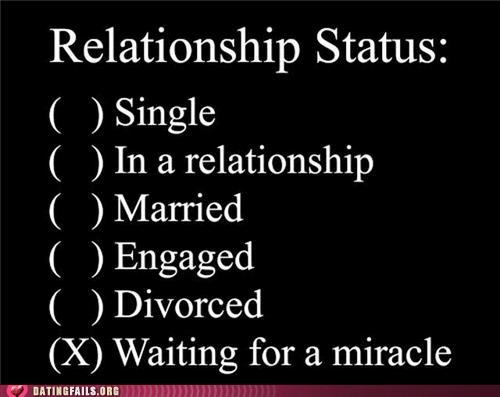 Relationship Status:
( ) Single
( ) In a relationship
( ) Married
( ) Engaged
( ) Divorced
(X) Waiting for a miracle
DATINGFAILS.ORG